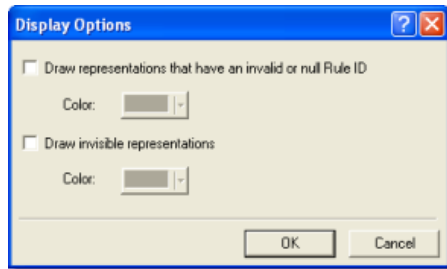 Display Options
Draw representations that have an invalid or null Rule ID
Color:
Draw invisible representations
Color:
OK Cancel